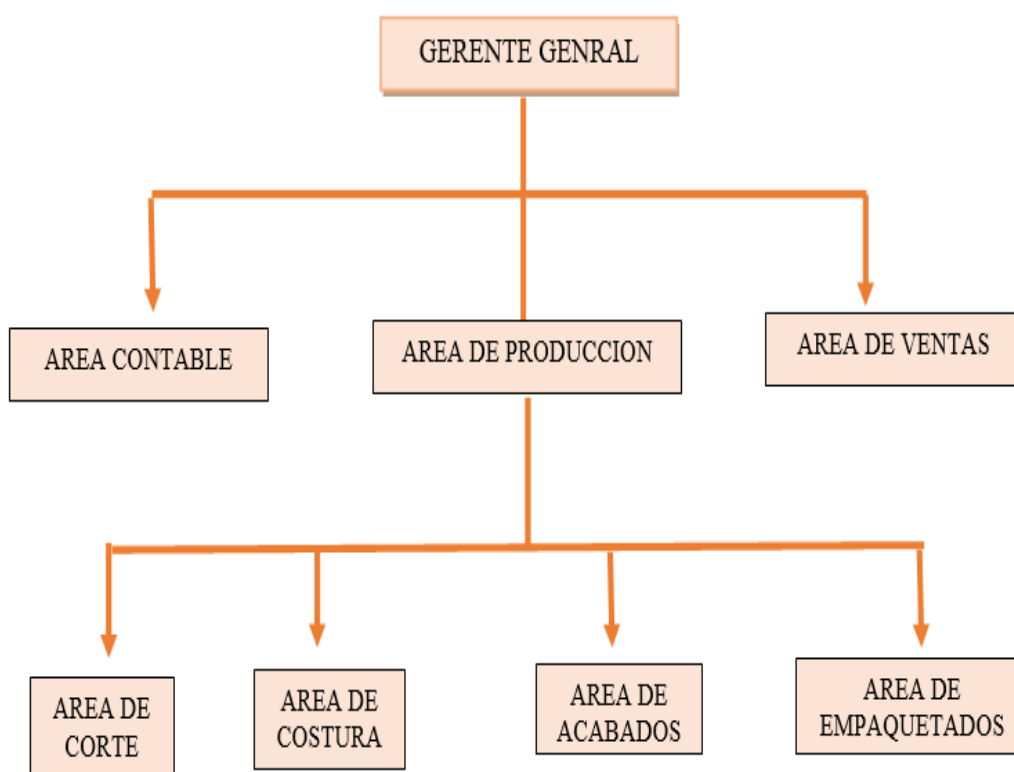 GERENTE GENRAL
AREA CONTABLE
AREA DE PRODUCCION
AREA DE VENTAS
AREA DE
CORTE
AREA DE
COSTURA
AREA DE
ACABADOS
AREA DE
EMPAQUETADOS